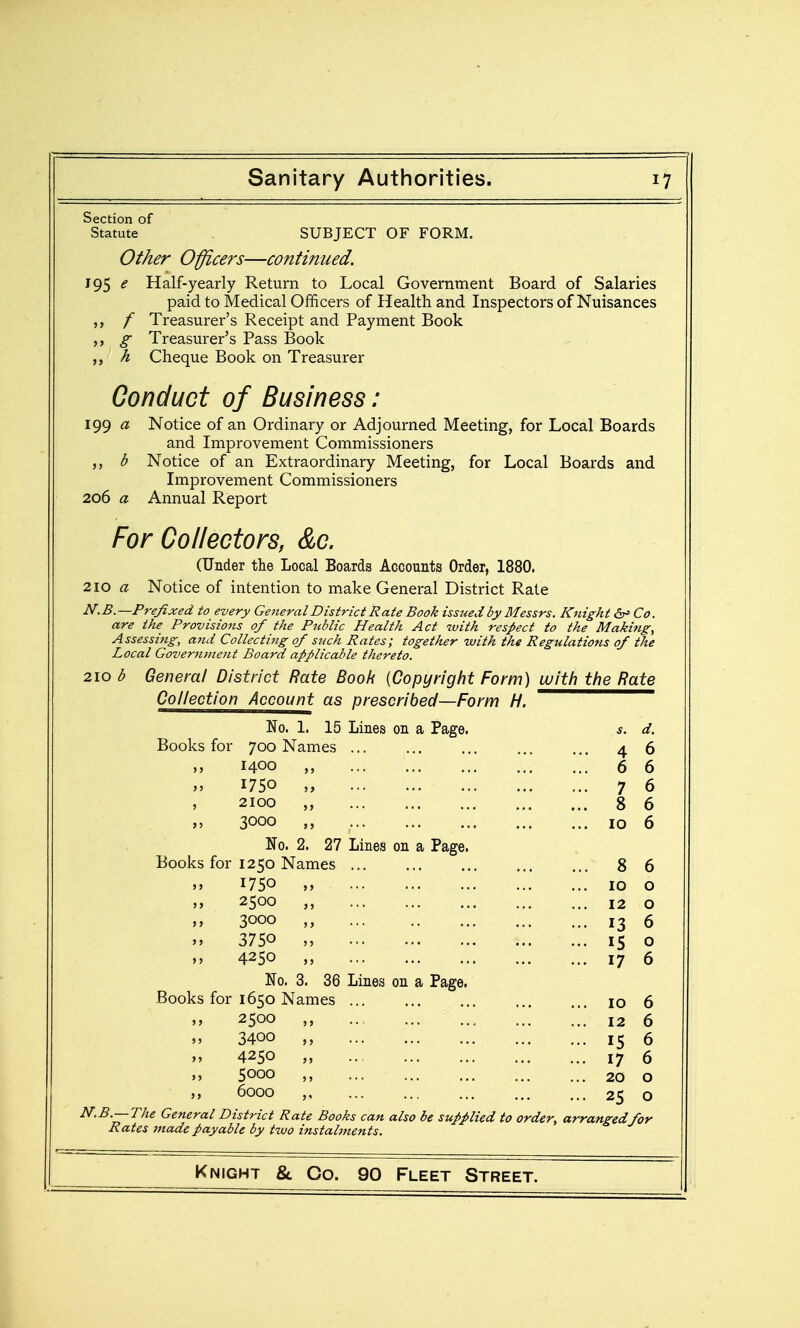 Sanitary Authorities. 17
Section of
Statute SUBJECT OF FORM.
Other Officers—continued.
195 e Half-yearly Return to Local Government Board of Salaries
paid to Medical Officers of Health and Inspectors of Nuisances
,, f Treasurer's Receipt and Payment Book
,, g Treasurer's Pass Book
,, h Cheque Book on Treasurer
Conduct of Business:
199 a Notice of an Ordinary or Adjourned Meeting, for Local Boards
and Improvement Commissioners
,, b Notice of an Extraordinary Meeting, for Local Boards and
Improvement Commissioners
206 a Annual Report
For Collectors, &c.
(Under the Local Boards Accounts Order, 1880.
210 a Notice of intention to make General District Rate
N.B.—Prefixed to every General District Rate Book issued by Messrs. Knight & Co.
are the Provisions of the Public Health Act with respect to the Making,
Assessing, and Collecting of such Rates; together with the Regulations of the
Local Government Board applicable thereto.
210 b General District Rate Book (Copyright Form) with the Rate
Collection Account as prescribed—Form H.
No. 1. 15 Lines on a Page. s. d.
Books for 700 Names ... ... ... ... ... 4 6
,, 1400 ,, ... ... ... ... ... 6 6
,, 1750 ,, ... ... ... ... ... 7 6
, 2100 ,, ... ... ... ... ... 8 6
,, 3000 ,, ... ... ... ... ... 10 6
No. 2. 27 Lines on a Page.
Books for 1250 Names ... ... ... ... ... 8 6
,, 1750 ,, ... ... ... ... ... 10 0
,, 2500 ,, ... ... ... ... ... 12 0
,, 3000 ,, ... .. ... ... ... 13 6
,, 3750 ,, ... ... ... ... ... 15 0
,, 4250 ,, ... ... ... ... ... 17 6
No. 3. 36 Lines on a Page.
Books for 1650 Names ... ... ... ... ... 10 6
,, 2500 ,, ... ... ... ... ... 12 6
,, 3400 ,, ... ... ... ... ... 15 6
,, 4250 ,, .. ... ... ... ... 17 6
,, 5000 ,, ... ... ... ... ... 20 0
,, 6000 ,, ... ... ... ... ... 25 0
N.B.—The General District Rate Books can also be supplied to order, arranged for
Rates made payable by two instalments.
KNIGHT & CO. 90 FLEET STREET.